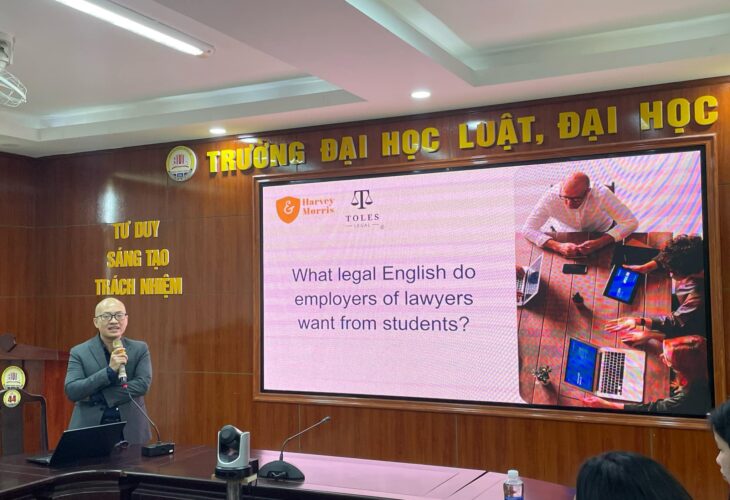 TRƯỜNG ĐẠI HỌC LUẬT, ĐẠI HỌC
TƯ DUY
SÁNG TẠO
TRÁCH NHIỆM
Harvey
& Morris
TOLES
LEGAL
What legal English do
employers of lawyers
want from students?
44